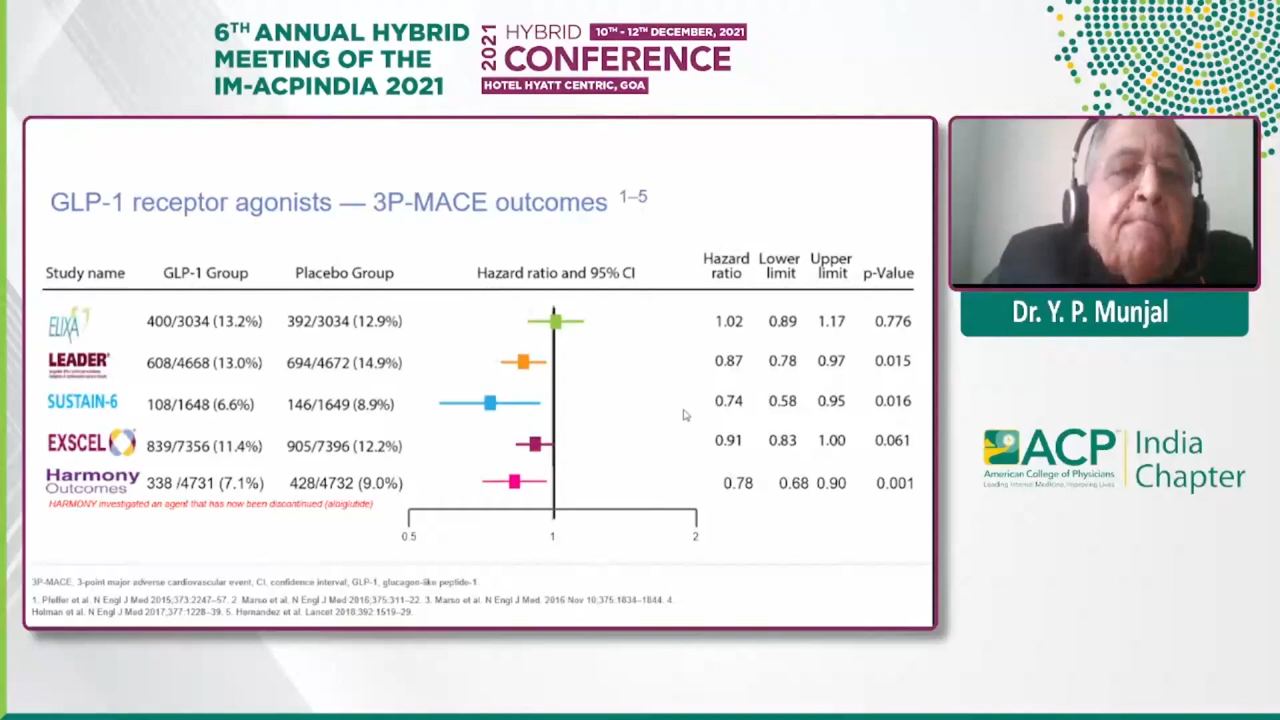 6TH ANNUAL HYBRID
MEETING OF THE
IM-ACPINDIA 2021
2021
HYBRID 10TH - 12TH DECEMBER, 2021
CONFERENCE
HOTEL HYATT CENTRIC, GOA
GLP-1 receptor agonists — 3P-MACE outcomes 1–5
Study name GLP-1 Group Placebo Group Hazard ratio and 95% CI Hazard ratio Lower limit Upper limit p-Value
ELIXA 400/3034 (13.2%) 392/3034 (12.9%) 1.02 0.89 1.17 0.776
LEADER 608/4668 (13.0%) 694/4672 (14.9%) 0.87 0.78 0.97 0.015
SUSTAIN-6 108/1648 (6.6%) 146/1649 (8.9%) 0.74 0.58 0.95 0.016
EXSCEL 839/7356 (11.4%) 905/7396 (12.2%) 0.91 0.83 1.00 0.061
Harmony Outcomes 338 /4731 (7.1%) 428/4732 (9.0%) 0.78 0.68 0.90 0.001
HARMONY investigated an agent that has now been discontinued (albiglutide)
0.5 1 2
3P-MACE, 3-point major adverse cardiovascular event, CI, confidence interval, GLP-1, glucagon-like peptide-1
1. Pfeffer et al. N Engl J Med 2015;373:2247–57. 2. Marso et al. N Engl J Med 2016;375:311–22. 3. Marso et al. N Engl J Med. 2016 Nov 10;375:1834–1844. 4.
Holman et al. N Engl J Med 2017;377:1228–39. 5. Hernandez et al. Lancet 2018;392:1519–29.
Dr. Y. P. Munjal
ACP
American College of Physicians
Leading Internal Medicine, Improving Lives
India
Chapter